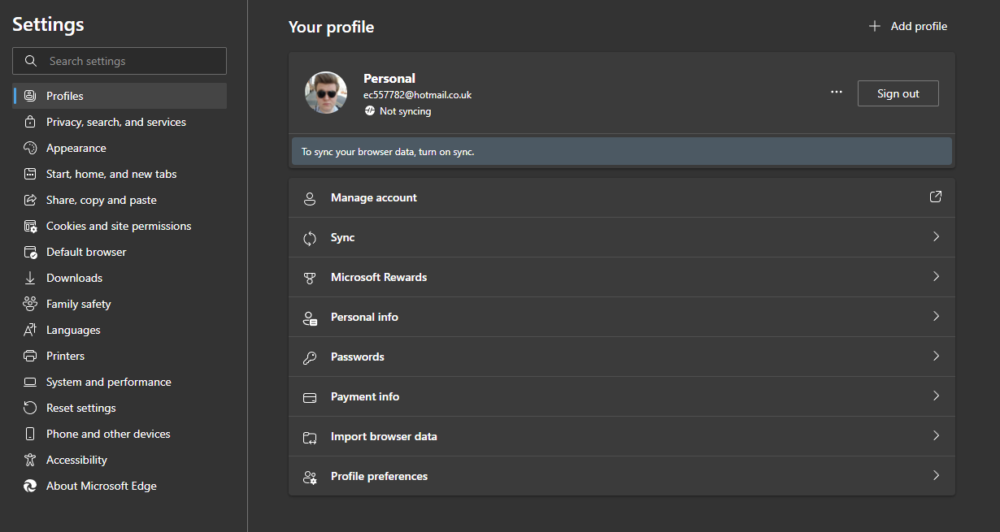 Settings
Search settings
Profiles
Privacy, search, and services
Appearance
Start, home, and new tabs
Share, copy and paste
Cookies and site permissions
Default browser
Downloads
Family safety
Languages
Printers
System and performance
Reset settings
Phone and other devices
Accessibility
About Microsoft Edge
Your profile
Add profile
Personal
ec557782@hotmail.co.uk
Not syncing
Sign out
To sync your browser data, turn on sync.
Manage account
Sync
Microsoft Rewards
Personal info
Passwords
Payment info
Import browser data
Profile preferences